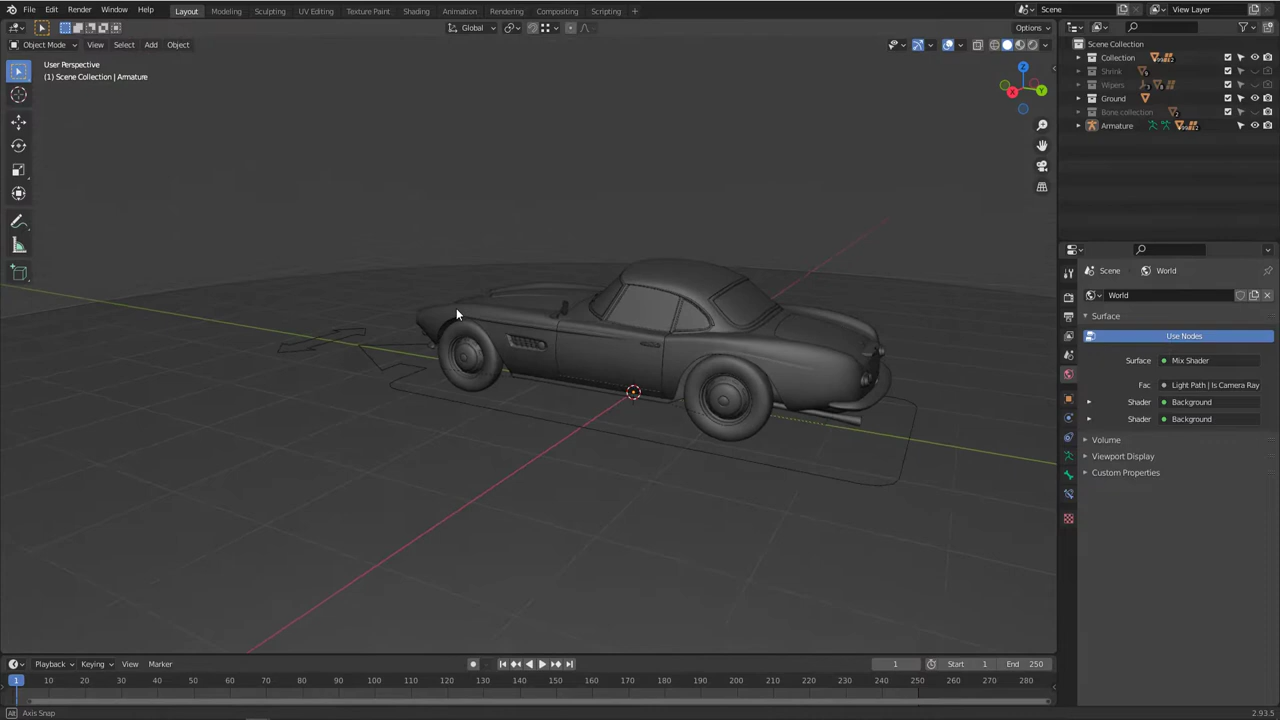 File Edit Render Window Help Layout Modeling Sculpting UV Editing Texture Paint Shading Animation Rendering Compositing Scripting + Scene View Layer
Global Options
Object Mode View Select Add Object
User Perspective
(1) Scene Collection | Armature
Z
X Y
Scene Collection
Collection
Shrink
Wipers
Ground
Bone collection
Armature
Scene World
World
Surface
Use Nodes
Surface Mix Shader
Fac Light Path | Is Camera Ray
Shader Background
Shader Background
Volume
Viewport Display
Custom Properties
Playback Keying View Marker 1 Start 1 End 250
1 10 20 30 40 50 60 70 80 90 100 110 120 130 140 150 160 170 180 190 200 210 220 230 240 250 260 270 280
Alt Axis Snap 2.93.5